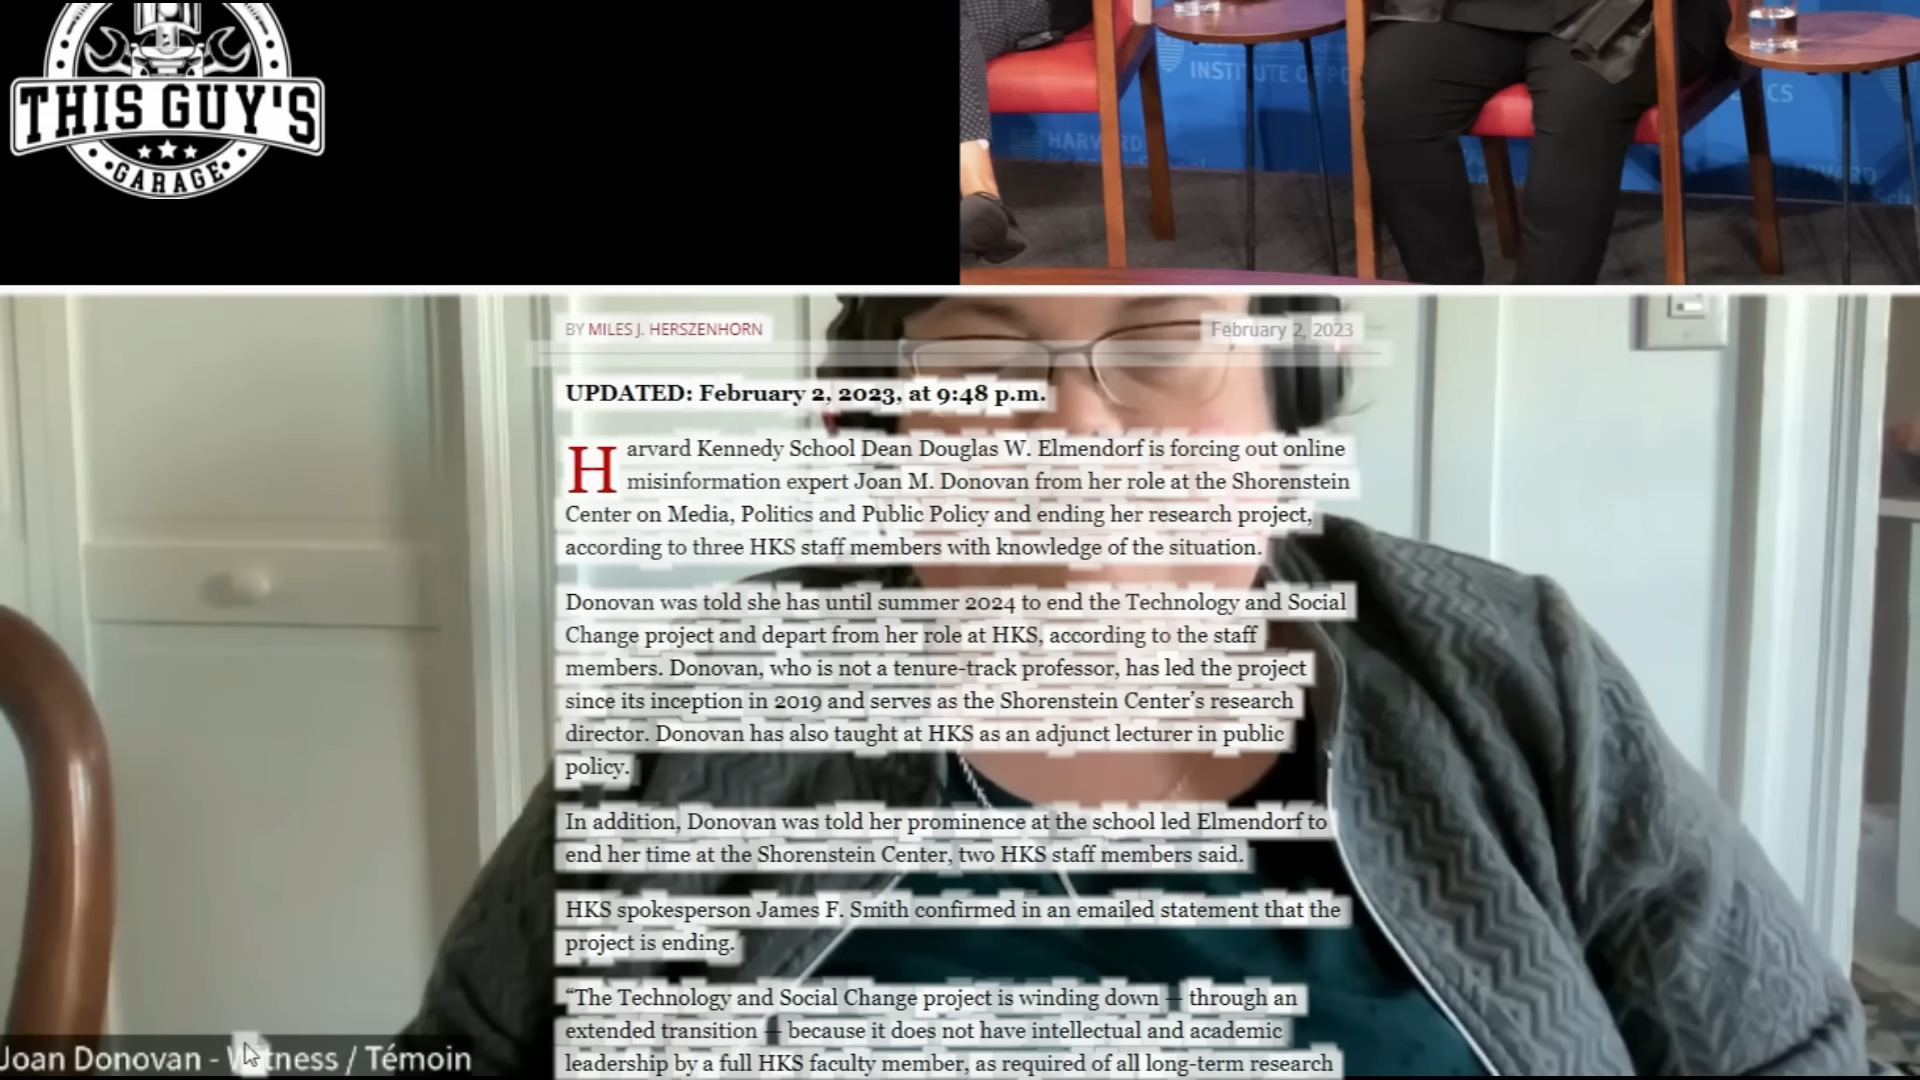 THIS GUY'S
GARAGE
INSTITUTE OF PO
CS
HARVARD
BY MILES J. HERSZENHORN
February 2, 2023
UPDATED: February 2, 2023, at 9:48 p.m.
Harvard Kennedy School Dean Douglas W. Elmendorf is forcing out online
misinformation expert Joan M. Donovan from her role at the Shorenstein
Center on Media, Politics and Public Policy and ending her research project,
according to three HKS staff members with knowledge of the situation.
Donovan was told she has until summer 2024 to end the Technology and Social
Change project and depart from her role at HKS, according to the staff
members. Donovan, who is not a tenure-track professor, has led the project
since its inception in 2019 and serves as the Shorenstein Center's research
director. Donovan has also taught at HKS as an adjunct lecturer in public
policy.
In addition, Donovan was told her prominence at the school led Elmendorf to
end her time at the Shorenstein Center, two HKS staff members said.
HKS spokesperson James F. Smith confirmed in an emailed statement that the
project is ending.
“The Technology and Social Change project is winding down — through an
extended transition — because it does not have intellectual and academic
leadership by a full HKS faculty member, as required of all long-term research
Joan Donovan - Witness / Témoin